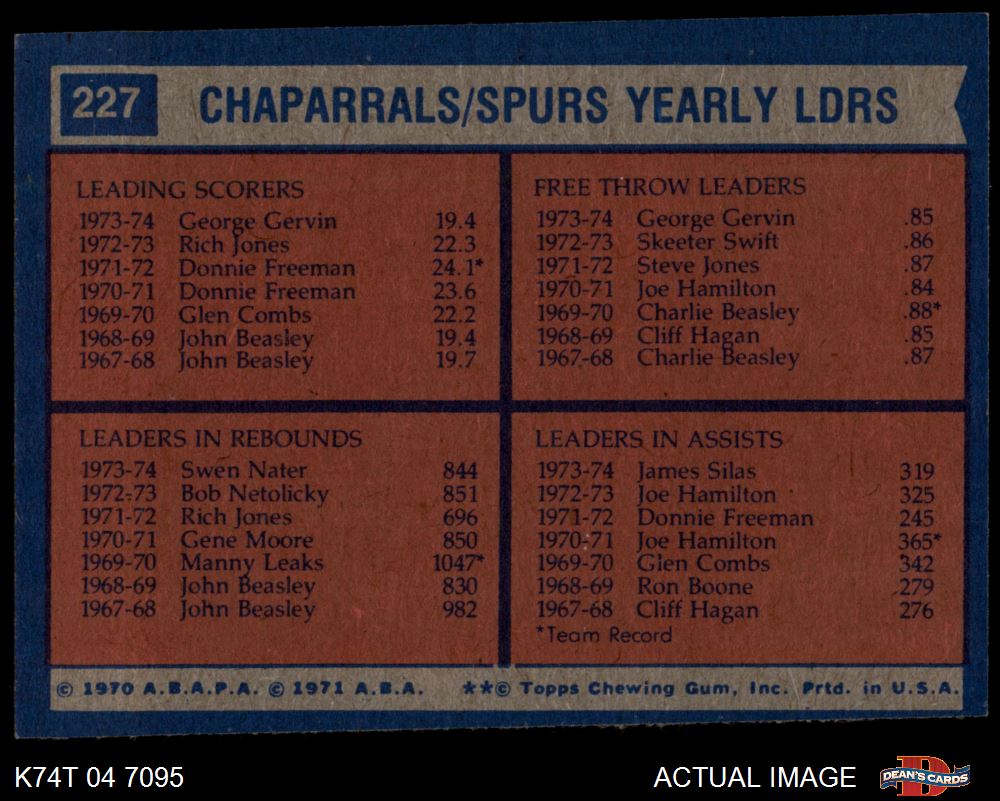 227 CHAPARRALS/SPURS YEARLY LDRS
LEADING SCORERS
1973-74 George Gervin 19.4
1972-73 Rich Jones 22.3
1971-72 Donnie Freeman 24.1*
1970-71 Donnie Freeman 23.6
1969-70 Glen Combs 22.2
1968-69 John Beasley 19.4
1967-68 John Beasley 19.7
FREE THROW LEADERS
1973-74 George Gervin .85
1972-73 Skeeter Swift .86
1971-72 Steve Jones .87
1970-71 Joe Hamilton .84
1969-70 Charlie Beasley .88*
1968-69 Cliff Hagan .85
1967-68 Charlie Beasley .87
LEADERS IN REBOUNDS
1973-74 Swen Nater 844
1972-73 Bob Netolicky 851
1971-72 Rich Jones 696
1970-71 Gene Moore 850
1969-70 Manny Leaks 1047*
1968-69 John Beasley 830
1967-68 John Beasley 982
LEADERS IN ASSISTS
1973-74 James Silas 319
1972-73 Joe Hamilton 325
1971-72 Donnie Freeman 245
1970-71 Joe Hamilton 365*
1969-70 Glen Combs 342
1968-69 Ron Boone 279
1967-68 Cliff Hagan 276
*Team Record
© 1970 A.B.A.P.A. © 1971 A.B.A. **© Topps Chewing Gum, Inc. Prtd. in U.S.A.
K74T 04 7095 ACTUAL IMAGE
D
DEAN'S CARDS